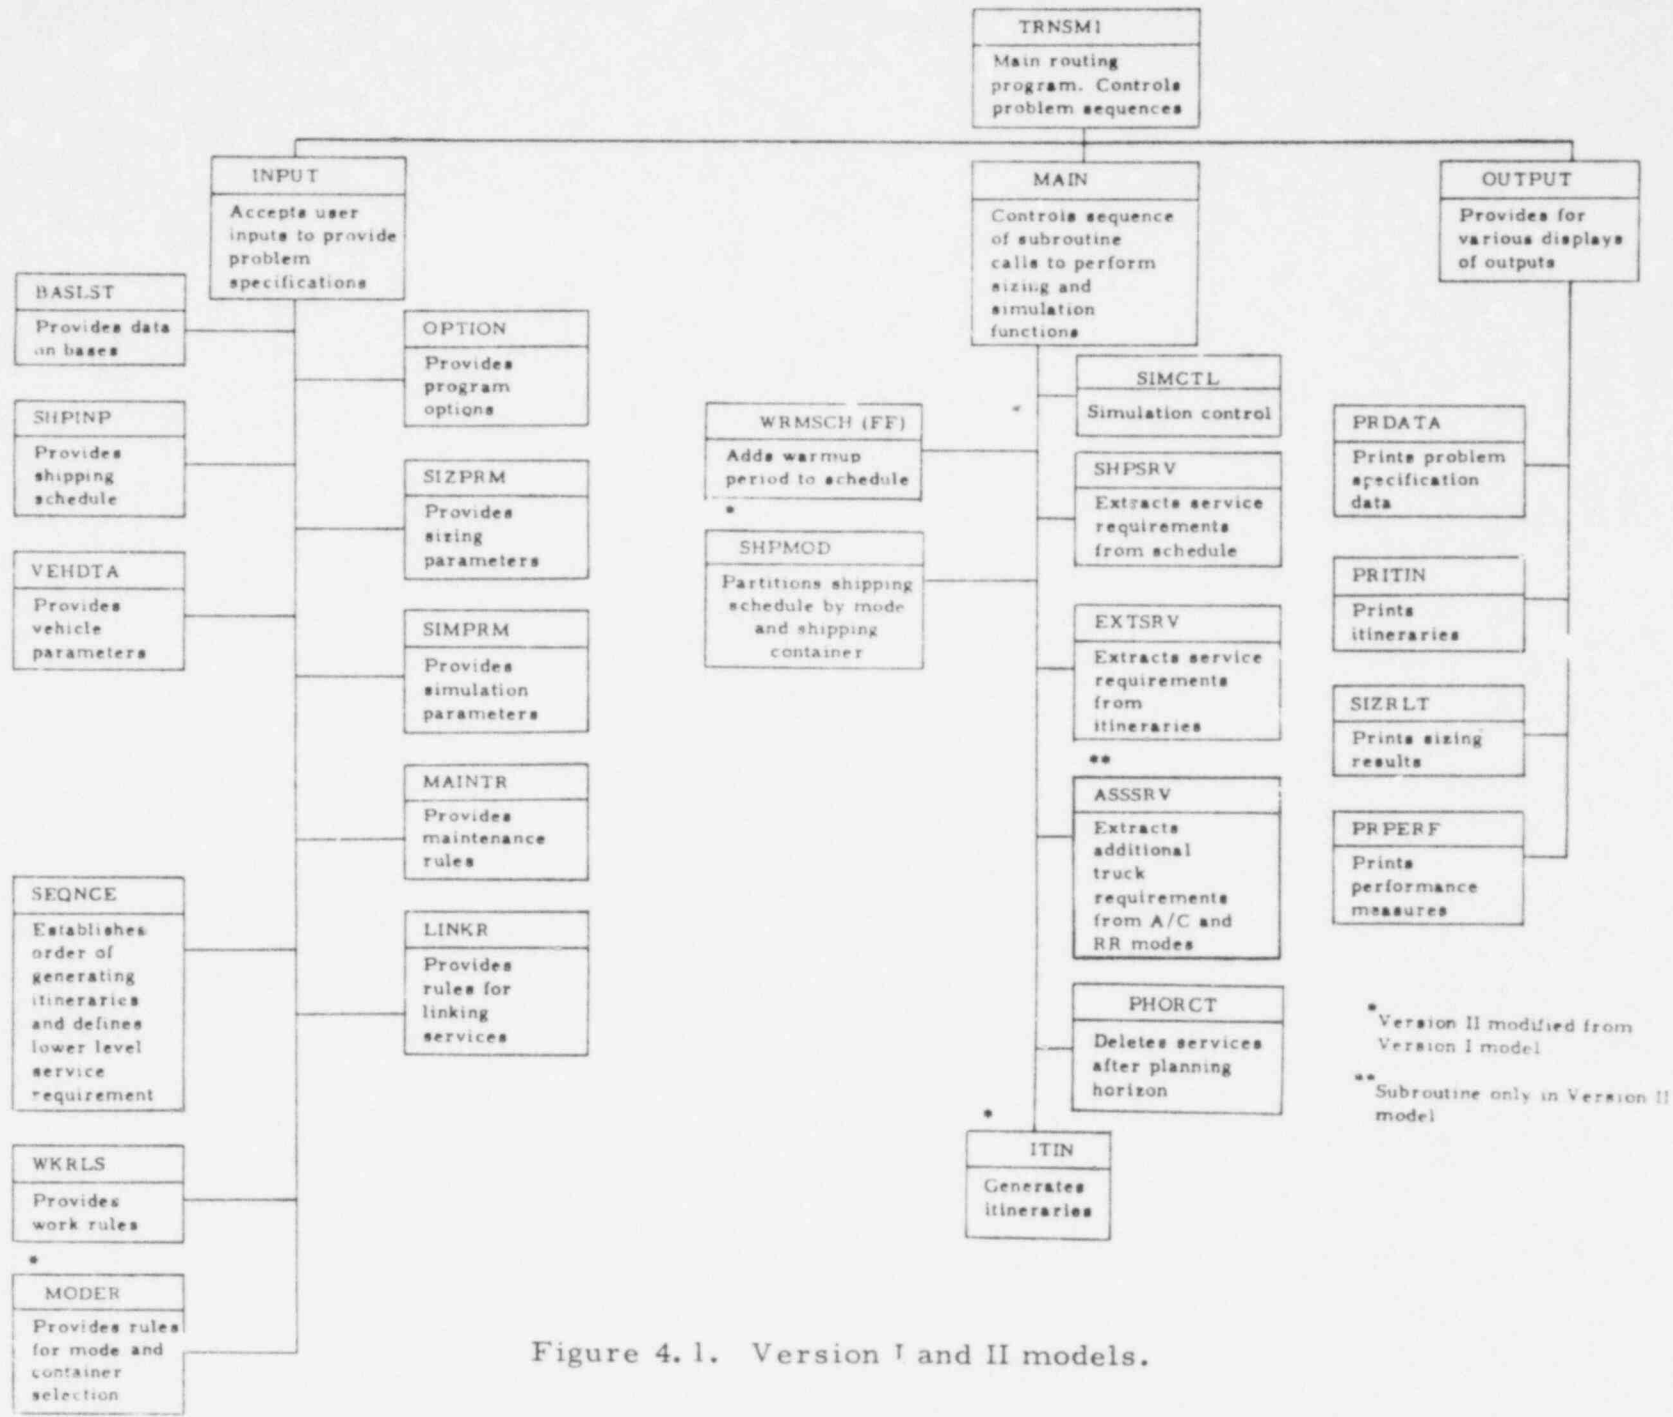 TRNSM1
Main routing
program. Controls
problem sequences
INPUT
Accepts user
inputs to provide
problem
specifications
MAIN
Controls sequence
of subroutine
calls to perform
sizing and
simulation
functions
OUTPUT
Provides for
various displays
of outputs
BASLST
Provides data
on bases
SHPINP
Provides
shipping
schedule
VEHDTA
Provides
vehicle
parameters
SEQNCE
Establishes
order of
generating
itineraries
and defines
lower level
service
requirement
WKRLS
Provides
work rules
*
MODER
Provides rules
for mode and
container
selection
OPTION
Provides
program
options
SIZPRM
Provides
sizing
parameters
SIMPRM
Provides
simulation
parameters
MAINTR
Provides
maintenance
rules
LINKR
Provides
rules for
linking
services
WRMSCH (FF)
Adds warmup
period to schedule
*
SHPMOD
Partitions shipping
schedule by mode
and shipping
container
SIMCTL
Simulation control
SHPSRV
Extracts service
requirements
from schedule
EXTSRV
Extracts service
requirements
from
itineraries
**
ASSSRV
Extracts
additional
truck
requirements
from A/C and
RR modes
PHORCT
Deletes services
after planning
horizon
*
ITIN
Generates
itineraries
PRDATA
Prints problem
specification
data
PRITIN
Prints
itineraries
SIZRLT
Prints sizing
results
PRPERF
Prints
performance
measures
*Version II modified from
Version I model
**Subroutine only in Version II
model
Figure 4.1. Version I and II models.